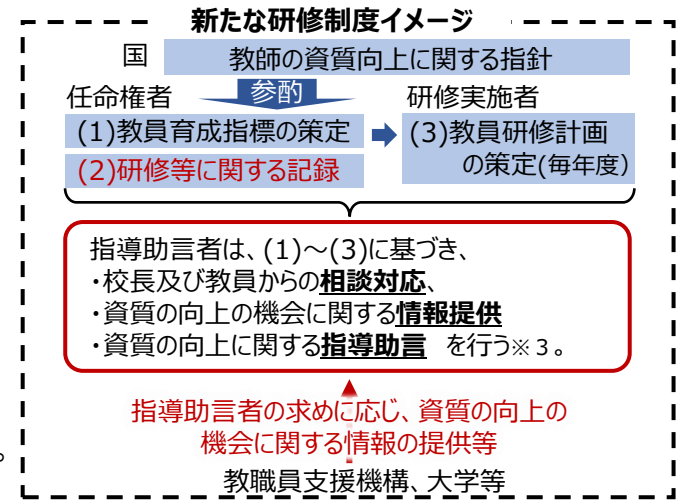 新たな研修制度イメージ
国
教師の資質向上に関する指針
任命権者
参酌
研修実施者
(1)教員育成指標の策定
(2)研修等に関する記録
(3)教員研修計画
の策定(毎年度)
指導助言者は、(1)～(3)に基づき、
・校長及び教員からの相談対応、
・資質の向上の機会に関する情報提供
・資質の向上に関する指導助言 を行う※３。
指導助言者の求めに応じ、資質の向上の
機会に関する情報の提供等
教職員支援機構、大学等
。